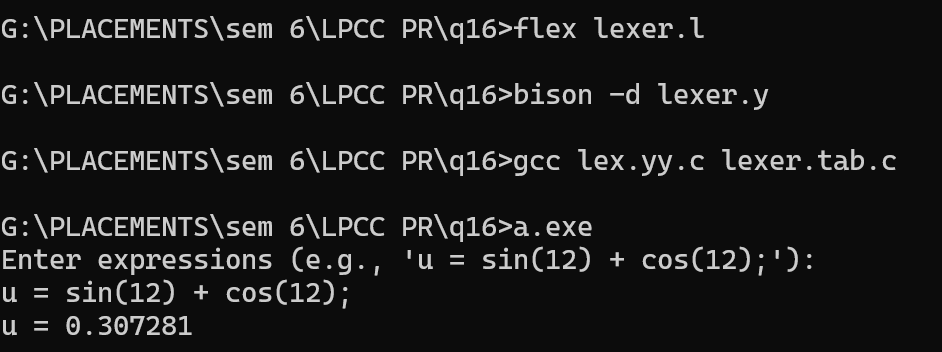 G:\PLACEMENTS\sem 6\LPCC PR\q16>flex lexer.l
G:\PLACEMENTS\sem 6\LPCC PR\q16>bison -d lexer.y
G:\PLACEMENTS\sem 6\LPCC PR\q16>gcc lex.yy.c lexer.tab.c
G:\PLACEMENTS\sem 6\LPCC PR\q16>a.exe
Enter expressions (e.g., 'u = sin(12) + cos(12);'):
u = sin(12) + cos(12);
u = 0.307281